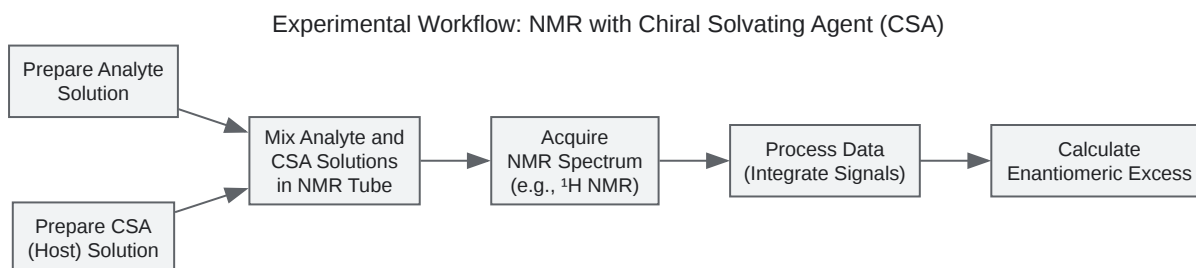 Experimental Workflow: NMR with Chiral Solvating Agent (CSA)
Prepare Analyte
Solution
Prepare CSA
(Host) Solution
Mix Analyte and
CSA Solutions
in NMR Tube
Acquire
NMR Spectrum
(e.g., ¹H NMR)
Process Data
(Integrate Signals)
Calculate
Enantiomeric Excess